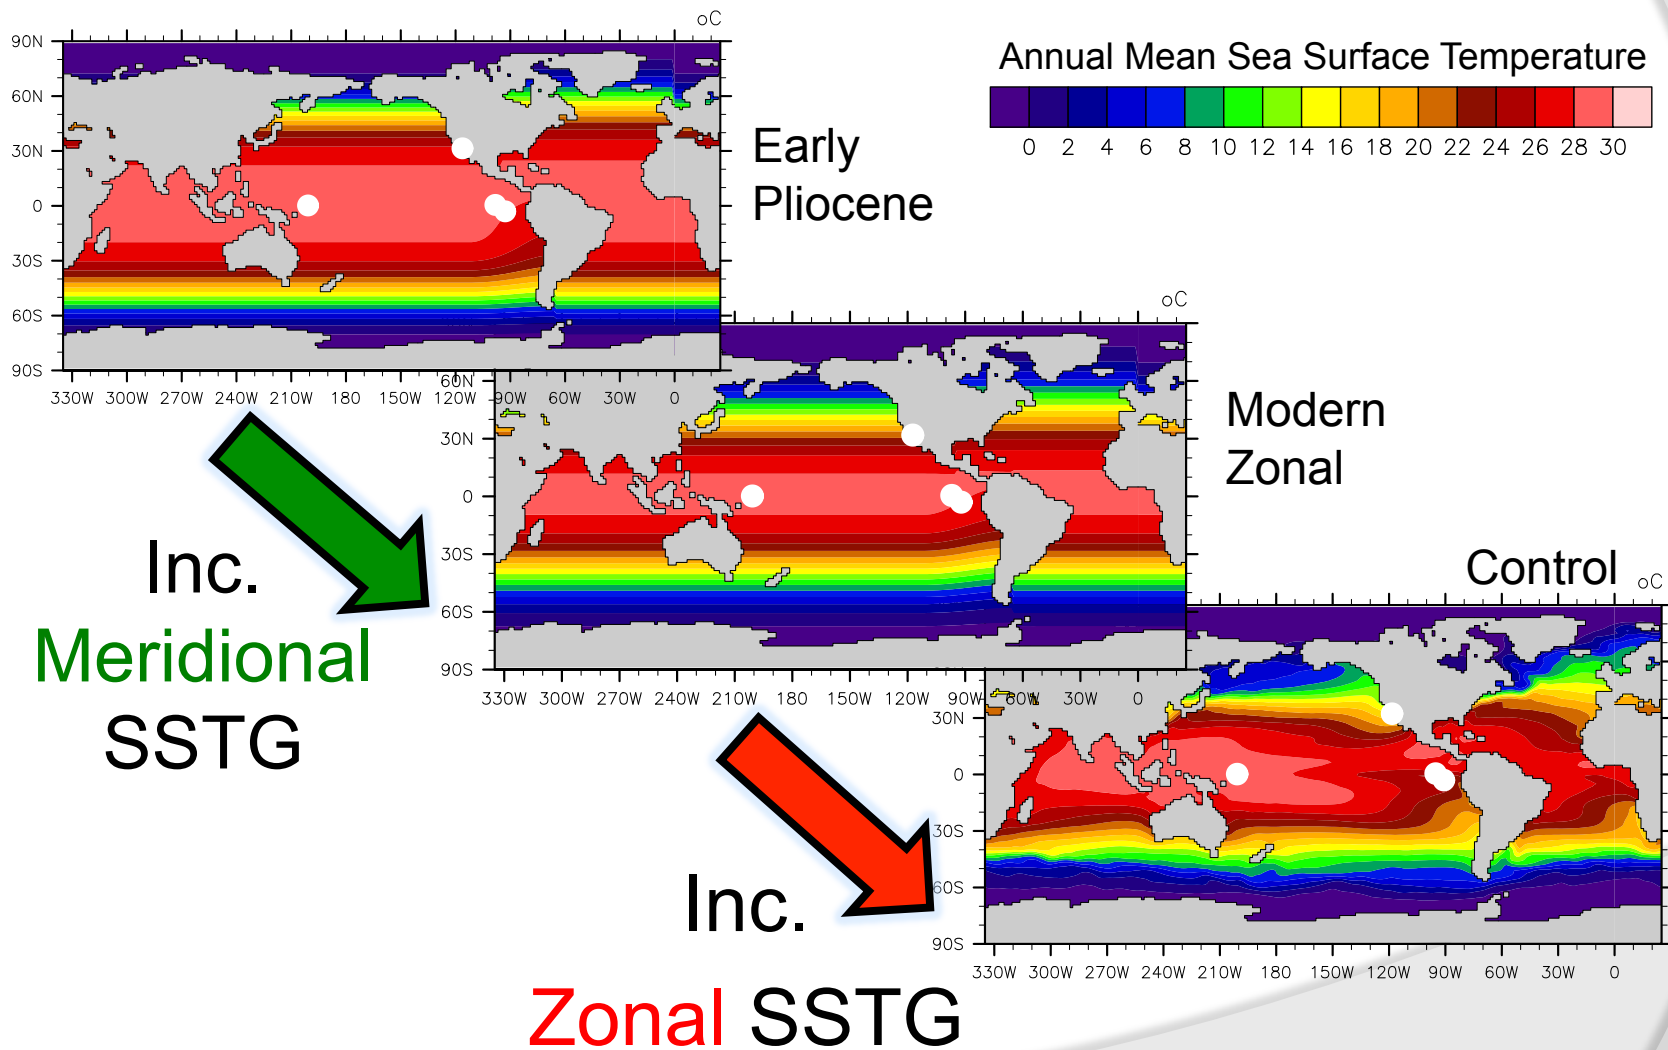 oC
90N
60N
30N
0
30S
60S
90S
330W 300W 270W 240W 210W 180 150W 120W 90W 60W 30W 0
Early
Pliocene
Annual Mean Sea Surface Temperature
0 2 4 6 8 10 12 14 16 18 20 22 24 26 28 30
oC
60N
30N
0
30S
60S
90S
330W 300W 270W 240W 210W 180 150W 120W 90W 60W 30W 0
Modern
Zonal
Inc.
Meridional
SSTG
Control
oC
30N
0
30S
60S
90S
330W 300W 270W 240W 210W 180 150W 120W 90W 60W 30W 0
Inc.
Zonal SSTG